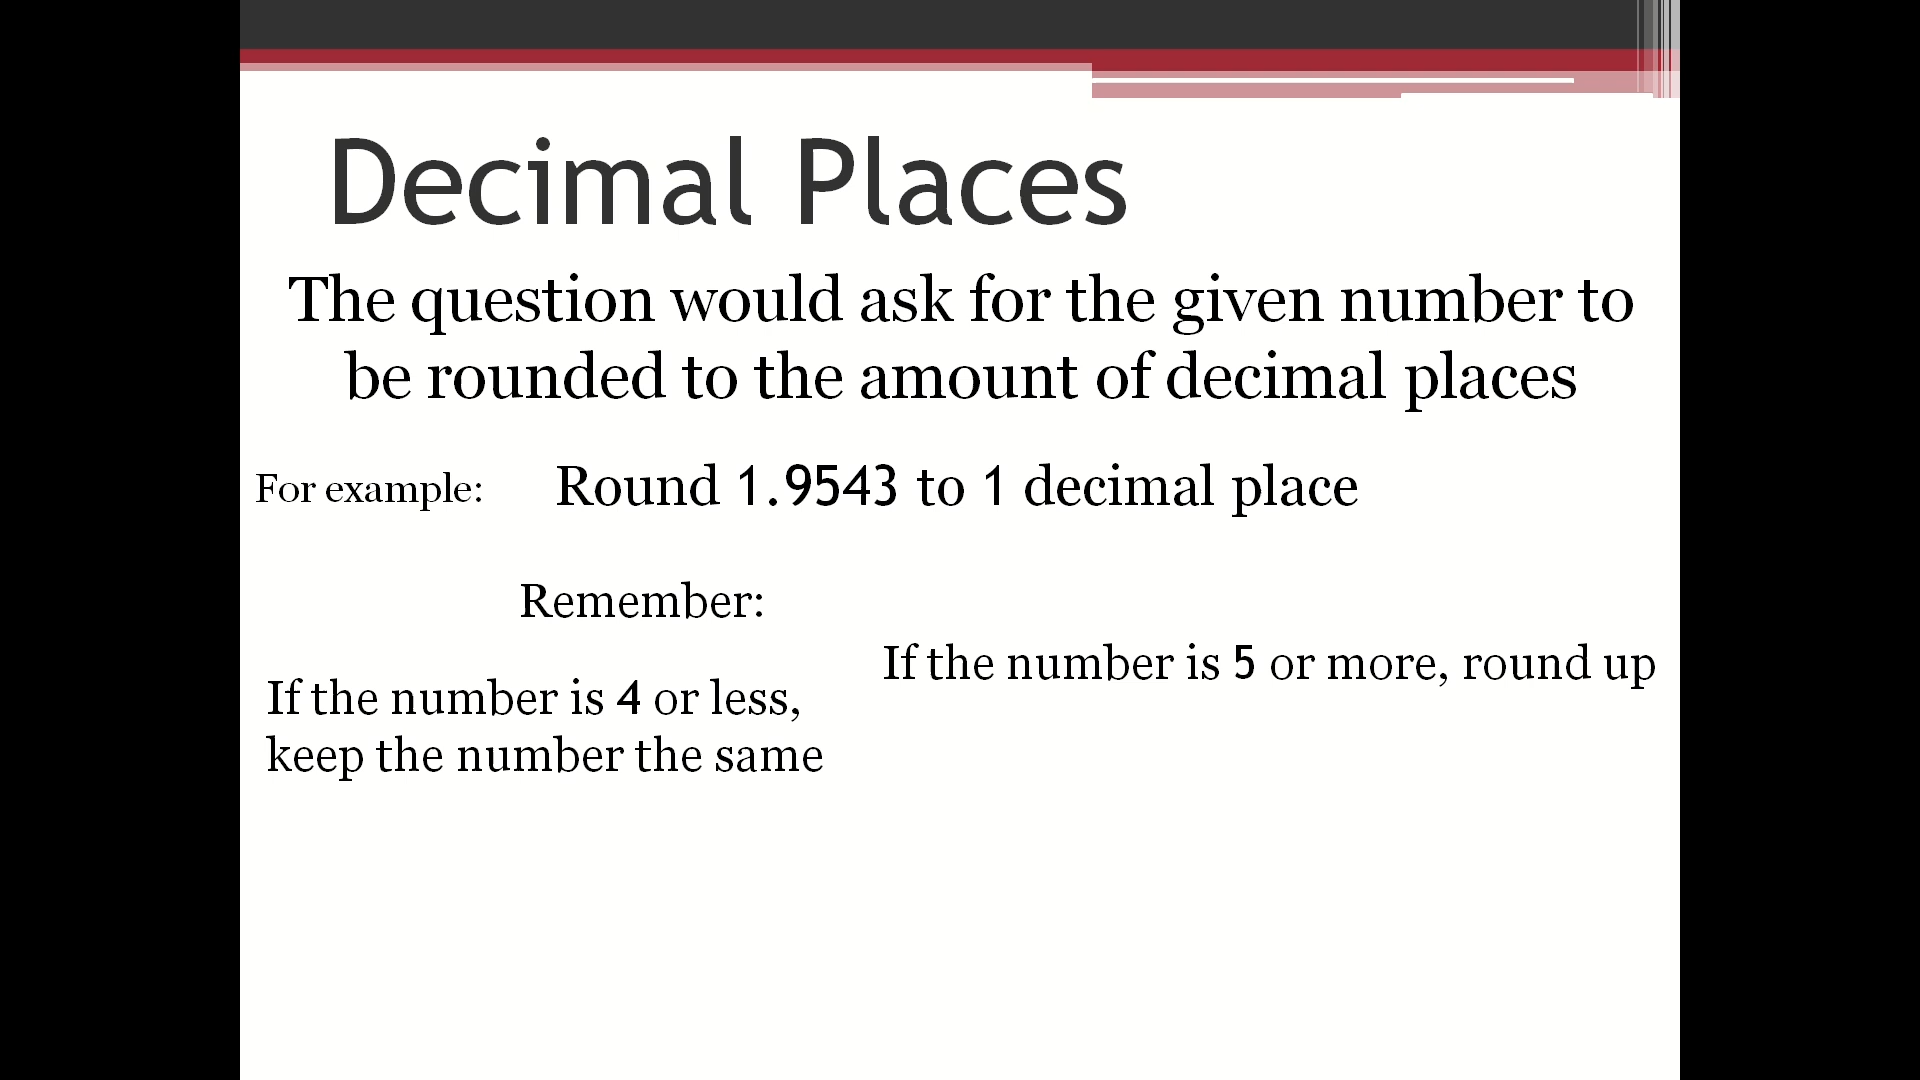 Decimal Places
The question would ask for the given number to
be rounded to the amount of decimal places
For example: Round 1.9543 to 1 decimal place
Remember:
If the number is 4 or less,
keep the number the same
If the number is 5 or more, round up